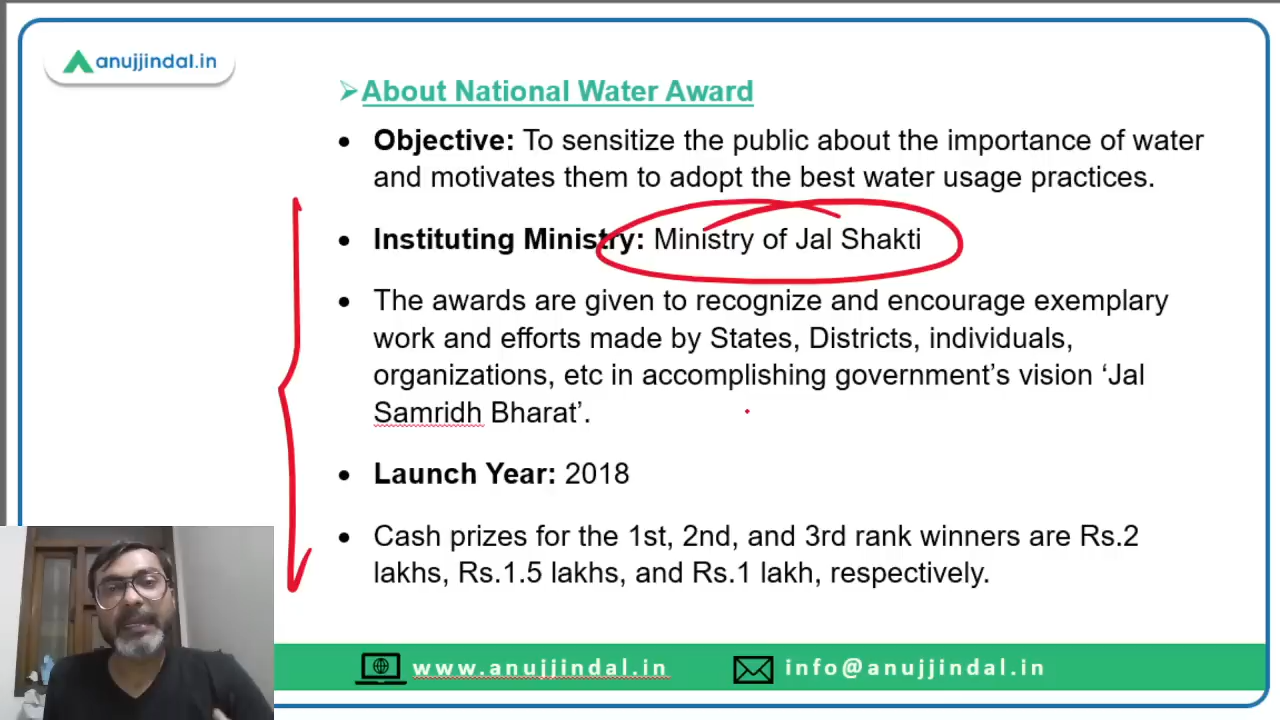 anujjindal.in
About National Water Award
Objective: To sensitize the public about the importance of water
and motivates them to adopt the best water usage practices.
Instituting Ministry: Ministry of Jal Shakti
The awards are given to recognize and encourage exemplary
work and efforts made by States, Districts, individuals,
organizations, etc in accomplishing government’s vision ‘Jal
Samridh Bharat’.
Launch Year: 2018
Cash prizes for the 1st, 2nd, and 3rd rank winners are Rs.2
lakhs, Rs.1.5 lakhs, and Rs.1 lakh, respectively.
www.anujjindal.in
info@anujjindal.in